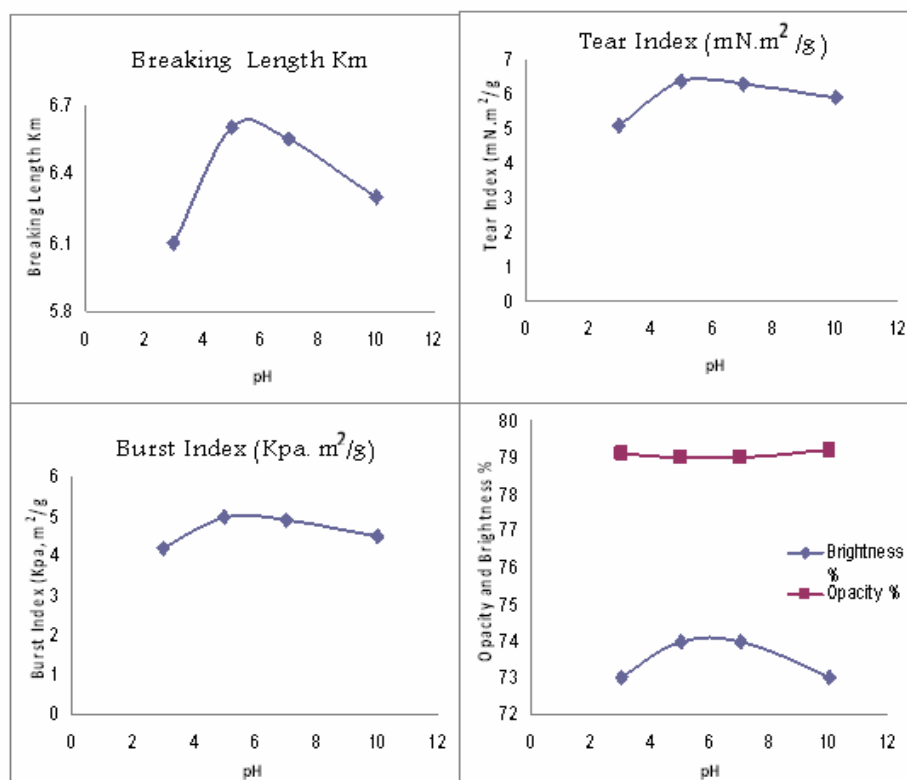 Breaking Length Km
Breaking Length Km
6.7
6.4
6.1
5.8
0 2 4 6 8 10 12
pH
Tear Index (mN.m²/g)
Tear Index (mN.m²/g
7
6
5
4
3
2
1
0
0 2 4 6 8 10 12
pH
Burst Index (Kpa. m²/g)
Burst Index (Kpa, m²/g
6
5
4
3
2
1
0
0 2 4 6 8 10 12
pH
Opacity and Brightness %
80
79
78
77
76
75
74
73
72
0 2 4 6 8 10 12
pH
Brightness
%
Opacity %